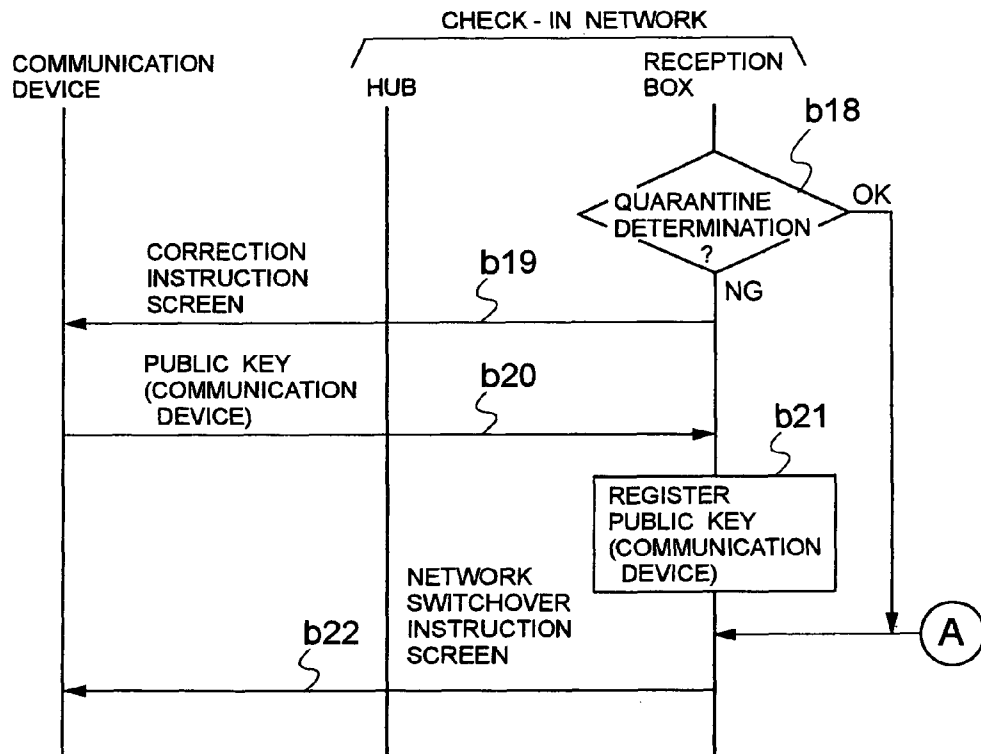 CHECK - IN NETWORK
COMMUNICATION
DEVICE
HUB
RECEPTION
BOX
b18
QUARANTINE
DETERMINATION
?
OK
NG
CORRECTION
INSTRUCTION
SCREEN
b19
PUBLIC KEY
(COMMUNICATION
DEVICE)
b20
b21
REGISTER
PUBLIC KEY
(COMMUNICATION
DEVICE)
NETWORK
SWITCHOVER
INSTRUCTION
SCREEN
b22
A